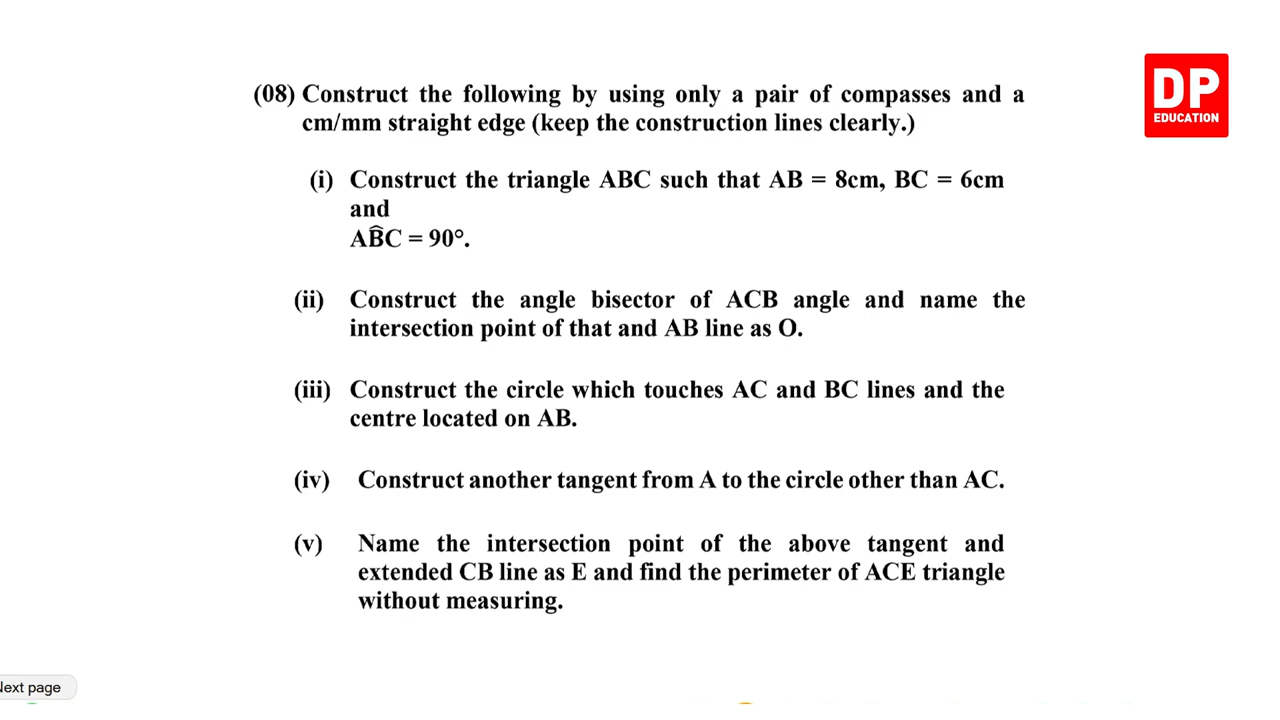 DP
EDUCATION
(08) Construct the following by using only a pair of compasses and a
cm/mm straight edge (keep the construction lines clearly.)
(i) Construct the triangle ABC such that AB = 8cm, BC = 6cm
and
AB̂C = 90°.
(ii) Construct the angle bisector of ACB angle and name the
intersection point of that and AB line as O.
(iii) Construct the circle which touches AC and BC lines and the
centre located on AB.
(iv) Construct another tangent from A to the circle other than AC.
(v) Name the intersection point of the above tangent and
extended CB line as E and find the perimeter of ACE triangle
without measuring.
Next page